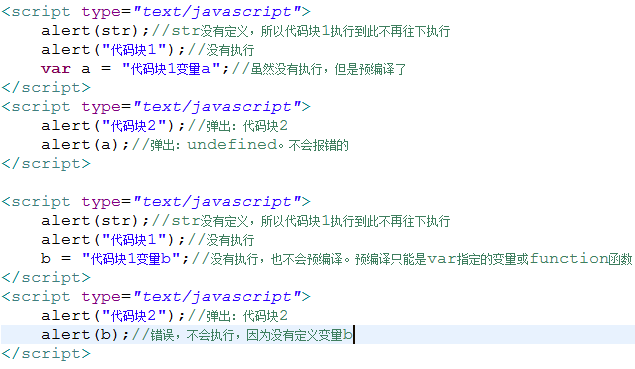 <script type="text/javascript">
    alert(str);//str没有定义，所以代码块1执行到此不再往下执行
    alert("代码块1");//没有执行
    var a = "代码块1变量a";//虽然没有执行，但是预编译了
</script>
<script type="text/javascript">
    alert("代码块2");//弹出：代码块2
    alert(a);//弹出：undefined。不会报错的
</script>

<script type="text/javascript">
    alert(str);//str没有定义，所以代码块1执行到此不再往下执行
    alert("代码块1");//没有执行
    b = "代码块1变量b";//没有执行，也不会预编译。预编译只能是var指定的变量或function函数
</script>
<script type="text/javascript">
    alert("代码块2");//弹出：代码块2
    alert(b);//错误，不会执行，因为没有定义变量b
</script>